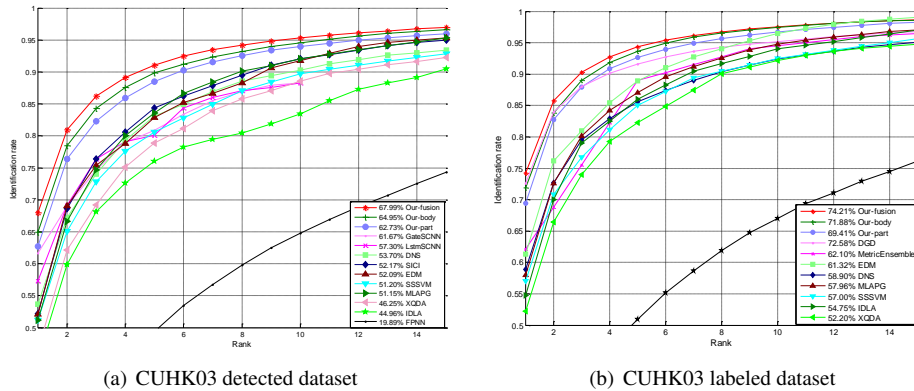 Identification rate
1
0.95
0.9
0.85
0.8
0.75
0.7
0.65
0.6
0.55
0.5
2
4
6
8
10
12
14
Rank
67.99% Our-fusion
64.95% Our-body
62.73% Our-part
61.67% GateSCNN
57.30% LstmSCNN
53.70% DNS
52.17% SICI
52.09% EDM
51.20% SSSVM
51.15% MLAPG
46.25% XQDA
44.96% IDLA
19.89% FPNN
(a) CUHK03 detected dataset
Identification rate
1
0.95
0.9
0.85
0.8
0.75
0.7
0.65
0.6
0.55
0.5
2
4
6
8
10
12
14
Rank
74.21% Our-fusion
71.88% Our-body
69.41% Our-part
72.58% DGD
62.10% MetricEnsemble
61.32% EDM
58.90% DNS
57.96% MLAPG
57.00% SSSVM
54.75% IDLA
52.20% XQDA
(b) CUHK03 labeled dataset